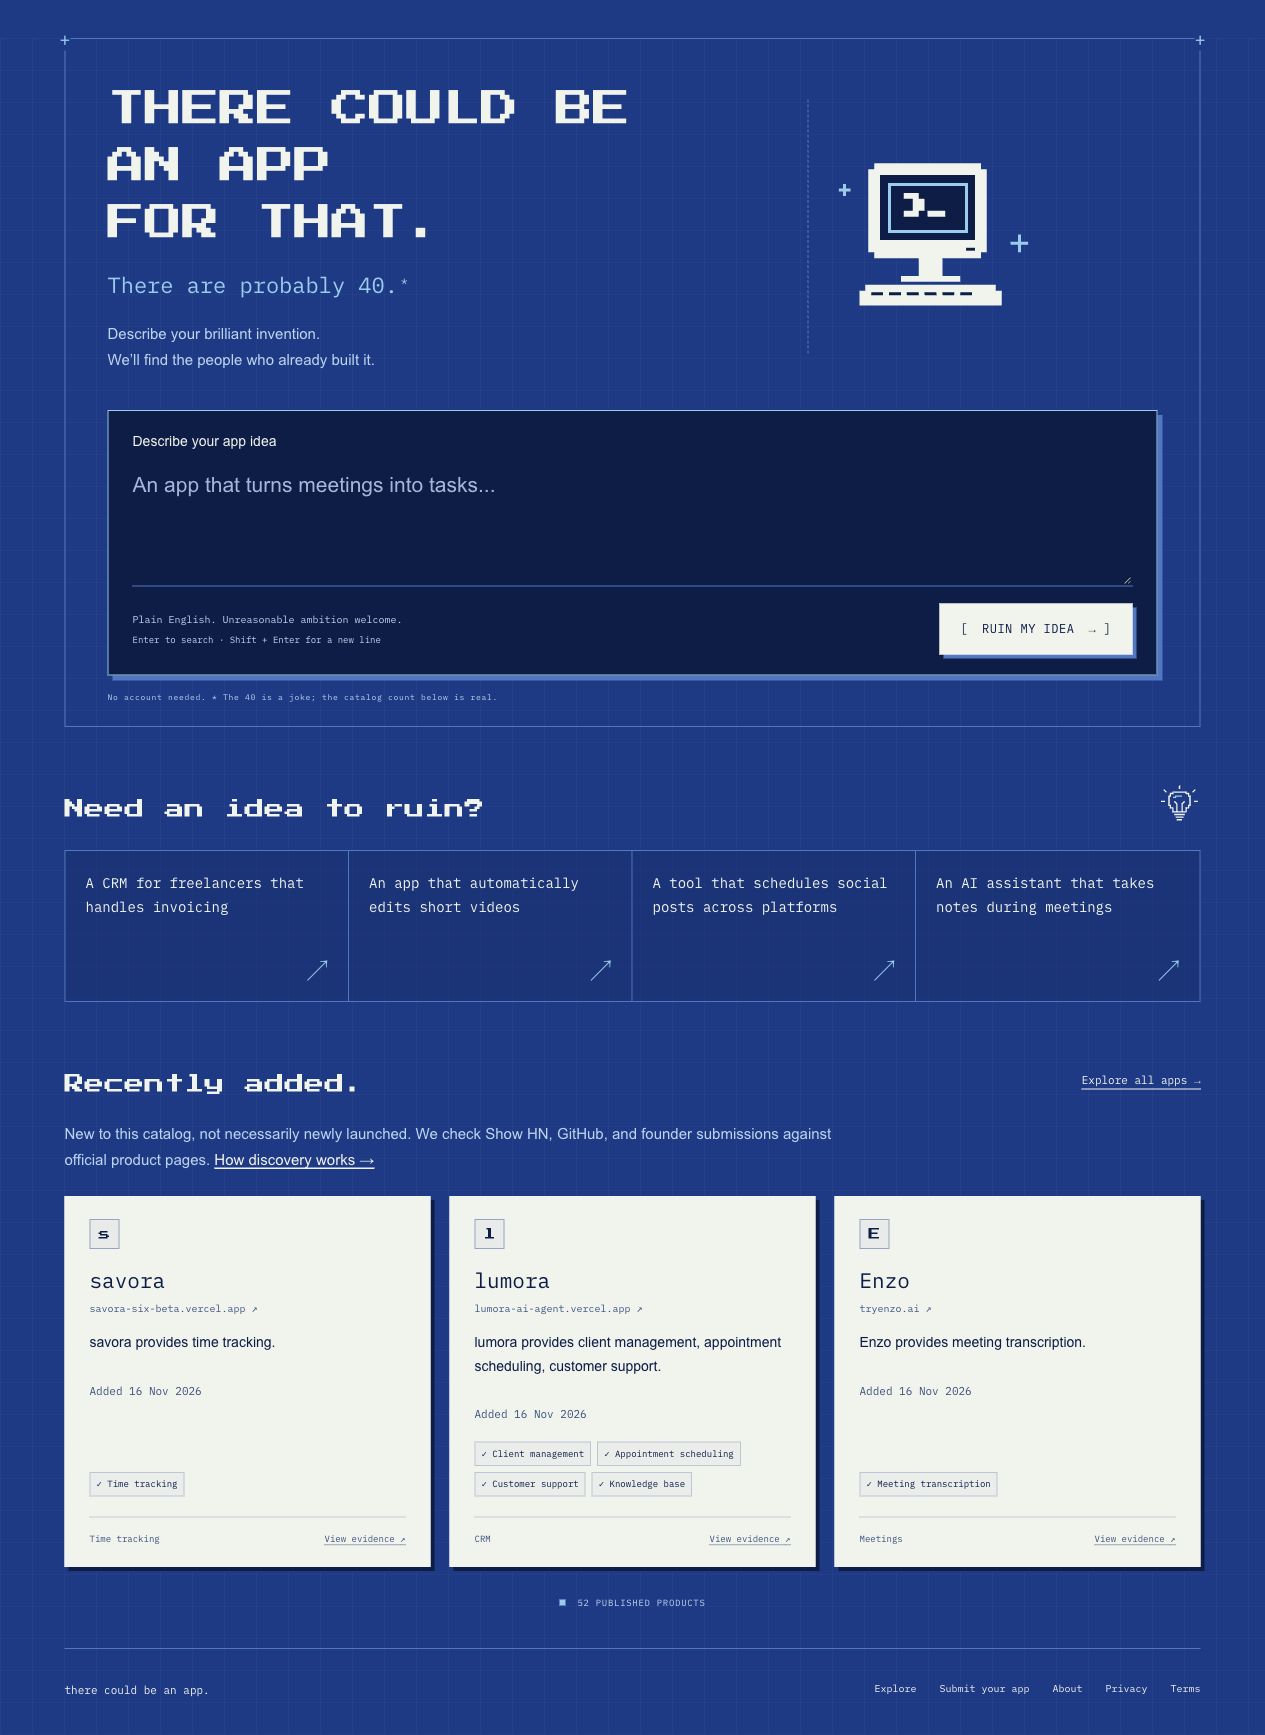 THERE COULD BE
AN APP
FOR THAT.
There are probably 40.*
Describe your brilliant invention.
We'll find the people who already built it.
Describe your app idea
An app that turns meetings into tasks...
Plain English. Unreasonable ambition welcome.
Enter to search · Shift + Enter for a new line
[ RUIN MY IDEA → ]
No account needed. * The 40 is a joke; the catalog count below is real.
Need an idea to ruin?
A CRM for freelancers that
handles invoicing
An app that automatically
edits short videos
A tool that schedules social
posts across platforms
An AI assistant that takes
notes during meetings
Recently added.
Explore all apps →
New to this catalog, not necessarily newly launched. We check Show HN, GitHub, and founder submissions against
official product pages. How discovery works →
s
savora
savora-six-beta.vercel.app ↗
savora provides time tracking.
Added 16 Nov 2026
✓ Time tracking
Time tracking
View evidence ↗
l
lumora
lumora-ai-agent.vercel.app ↗
lumora provides client management, appointment
scheduling, customer support.
Added 16 Nov 2026
✓ Client management
✓ Appointment scheduling
✓ Customer support
✓ Knowledge base
CRM
View evidence ↗
E
Enzo
tryenzo.ai ↗
Enzo provides meeting transcription.
Added 16 Nov 2026
✓ Meeting transcription
Meetings
View evidence ↗
52 PUBLISHED PRODUCTS
there could be an app.
Explore
Submit your app
About
Privacy
Terms